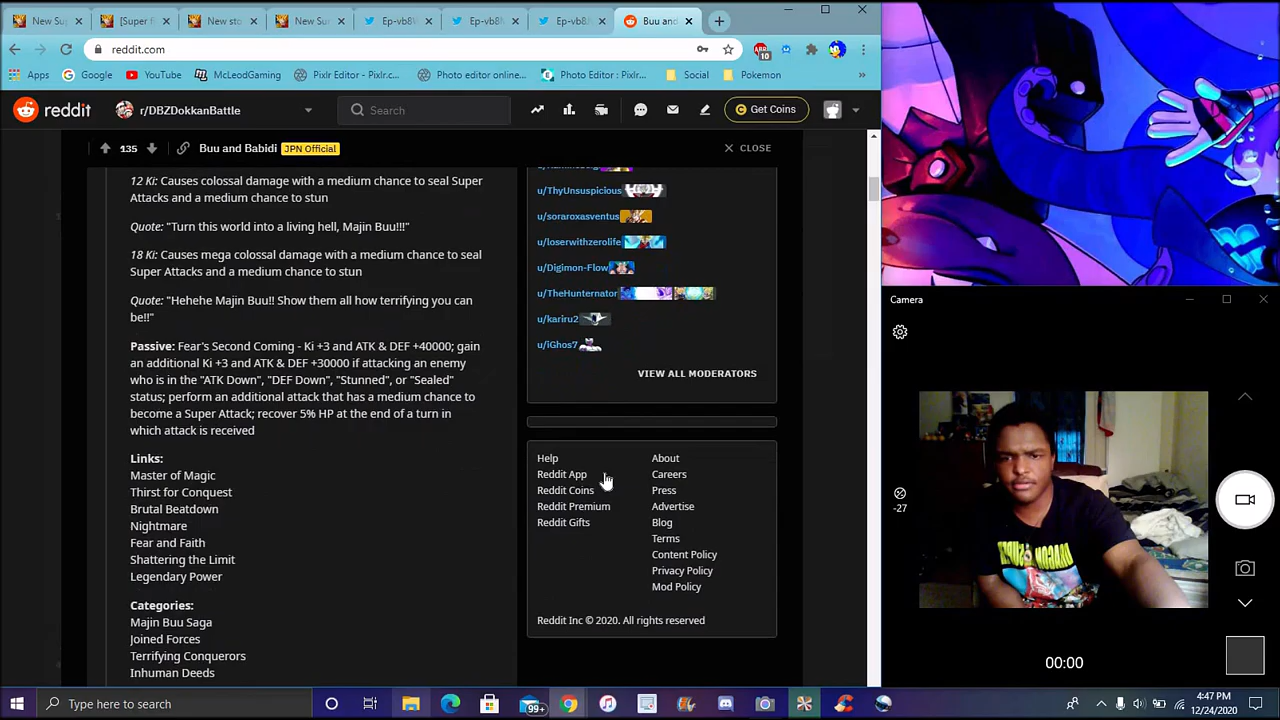 New Sup
[Super f
New sto
New Sur
Ep-vb8W
Ep-vb8M
Ep-vb8J
Buu and
reddit.com
ABP
10
Apps
Google
YouTube
McLeodGaming
Pixlr Editor - Pixlr.c...
Photo editor online...
Photo Editor : Pixlr...
Social
Pokemon
»
reddit
r/DBZDokkanBattle
Search
Get Coins
135
Buu and Babidi
JPN Official
CLOSE
12 Ki: Causes colossal damage with a medium chance to seal Super
Attacks and a medium chance to stun
Quote: "Turn this world into a living hell, Majin Buu!!!"
18 Ki: Causes mega colossal damage with a medium chance to seal
Super Attacks and a medium chance to stun
Quote: "Hehehe Majin Buu!! Show them all how terrifying you can
be!!"
Passive: Fear's Second Coming - Ki +3 and ATK & DEF +40000; gain
an additional Ki +3 and ATK & DEF +30000 if attacking an enemy
who is in the "ATK Down", "DEF Down", "Stunned", or "Sealed"
status; perform an additional attack that has a medium chance to
become a Super Attack; recover 5% HP at the end of a turn in
which attack is received
Links:
Master of Magic
Thirst for Conquest
Brutal Beatdown
Nightmare
Fear and Faith
Shattering the Limit
Legendary Power
Categories:
Majin Buu Saga
Joined Forces
Terrifying Conquerors
Inhuman Deeds
u/ThyUnsuspicious
u/soraroxasventus
u/loserwithzerolife
u/Digimon-Flow
u/TheHunternator
u/kariru2
u/iGhos7
VIEW ALL MODERATORS
Help
Reddit App
Reddit Coins
Reddit Premium
Reddit Gifts
About
Careers
Press
Advertise
Blog
Terms
Content Policy
Privacy Policy
Mod Policy
Reddit Inc © 2020. All rights reserved
Camera
-27
00:00
Type here to search
99+
4:47 PM
12/24/2020